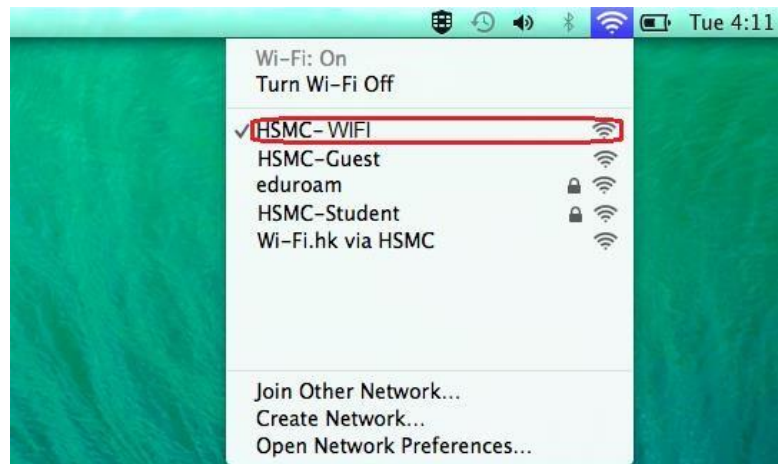 Tue 4:11
Wi-Fi: On
Turn Wi-Fi Off
HSMC- WIFI
HSMC-Guest
eduroam
HSMC-Student
Wi-Fi.hk via HSMC
Join Other Network...
Create Network...
Open Network Preferences...